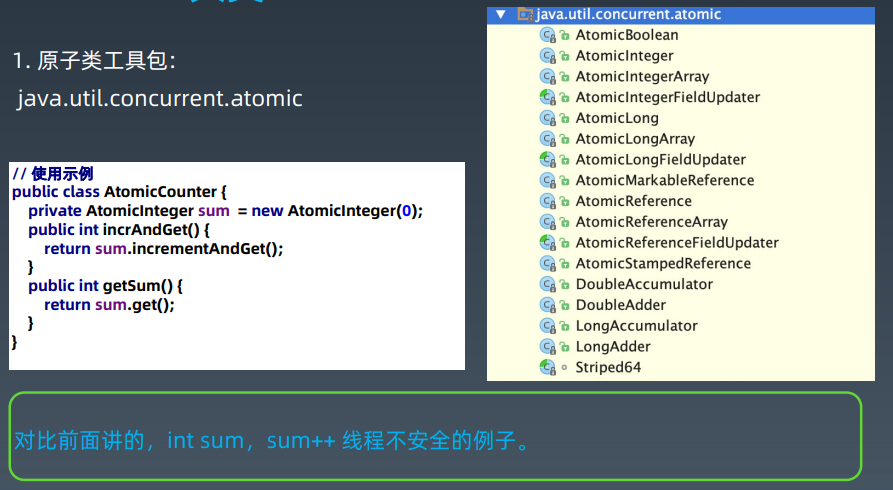 1. 原子类工具包：
java.util.concurrent.atomic
// 使用示例
public class AtomicCounter {
private AtomicInteger sum = new AtomicInteger(0);
public int incrAndGet() {
return sum.incrementAndGet();
}
public int getSum() {
return sum.get();
}
}
java.util.concurrent.atomic
AtomicBoolean
AtomicInteger
AtomicIntegerArray
AtomicIntegerFieldUpdater
AtomicLong
AtomicLongArray
AtomicLongFieldUpdater
AtomicMarkableReference
AtomicReference
AtomicReferenceArray
AtomicReferenceFieldUpdater
AtomicStampedReference
DoubleAccumulator
DoubleAdder
LongAccumulator
LongAdder
Striped64
对比前面讲的，int sum，sum++ 线程不安全的例子。